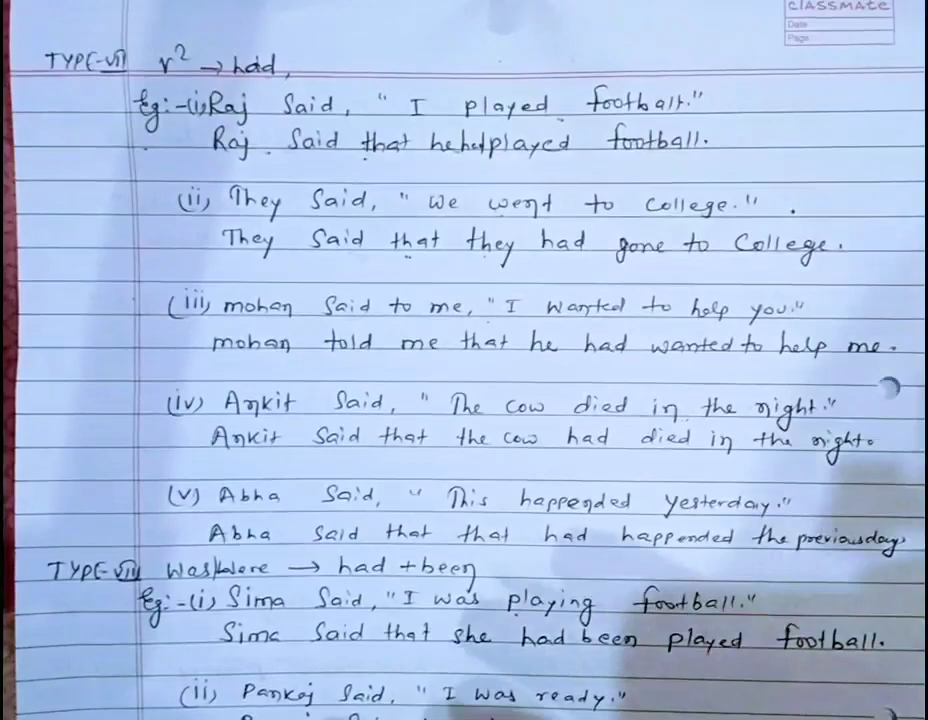 CLASSMATE
Date
Page
TYPE-VII V² → had,
Eg:-(i) Raj Said, "I played football."
Raj Said that he had played football.
(ii) They Said, "We went to College."
They Said that they had gone to College.
(iii) mohan Said to me, "I wanted to help you."
mohan told me that he had wanted to help me.
(iv) Ankit Said, "The cow died in the night."
Ankit Said that the cow had died in the night.
(v) Abha Said, "This happended yesterday."
Abha Said that that had happended the previous day
TYPE-VIII Was/Were → had + been
Eg:-(i) Sima Said, "I was playing football."
Sima Said that she had been played football.
(ii) Pankaj Said, "I was ready."